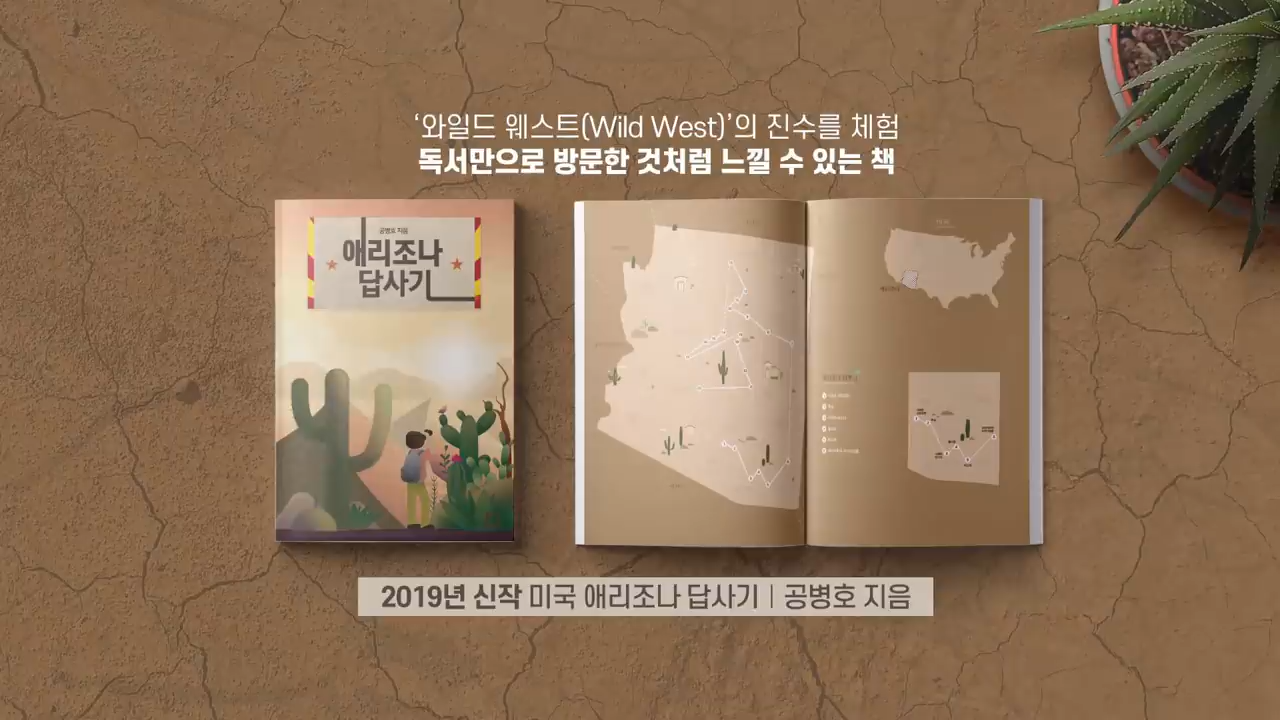 ‘와일드 웨스트(Wild West)’의 진수를 체험
독서만으로 방문한 것처럼 느낄 수 있는 책
공병호 지음
애리조나
답사기
2019년 신작 미국 애리조나 답사기 | 공병호 지음